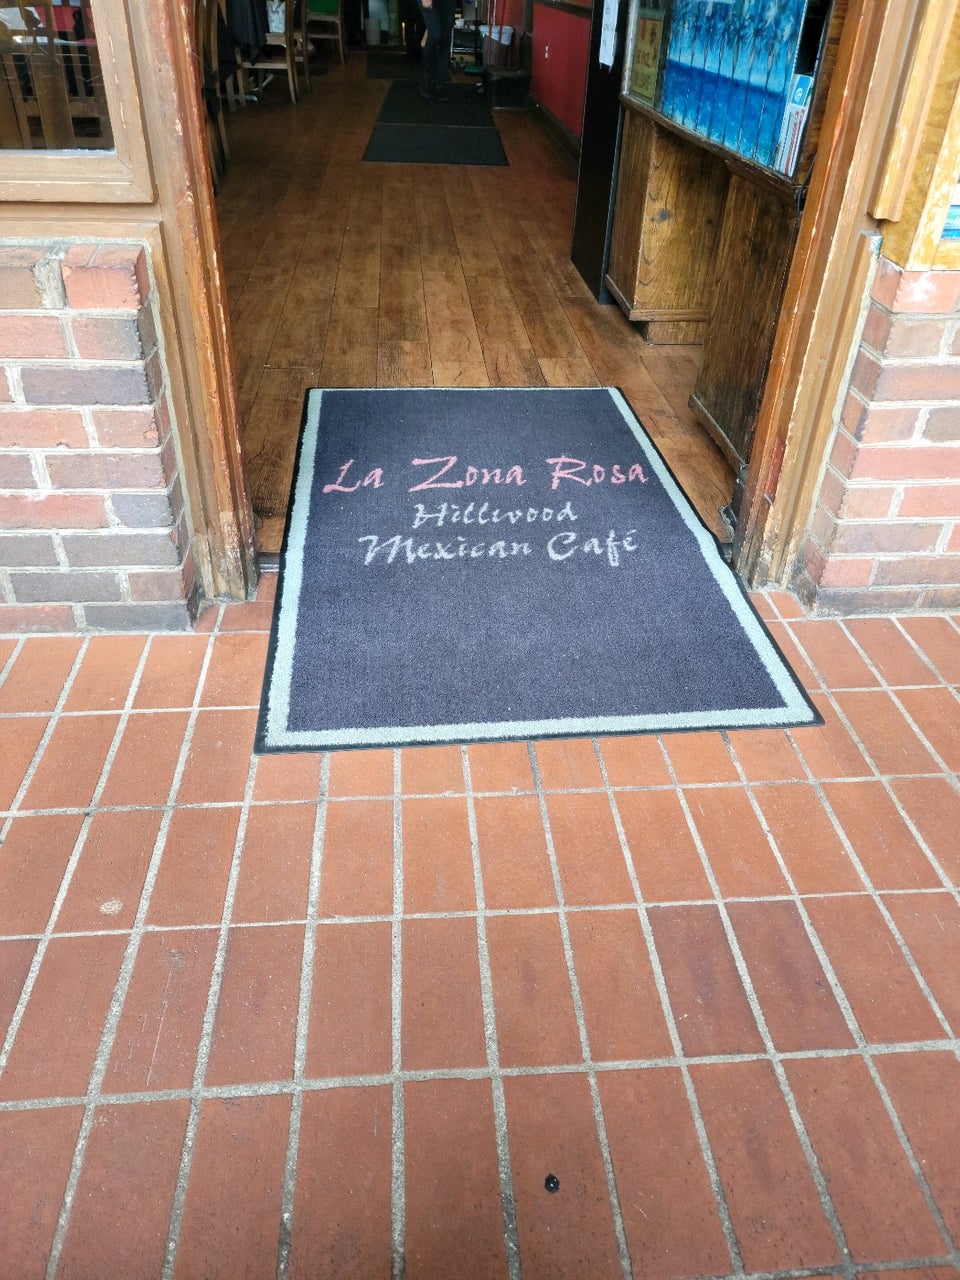 La Zona Rosa
Hillwood
Mexican Café